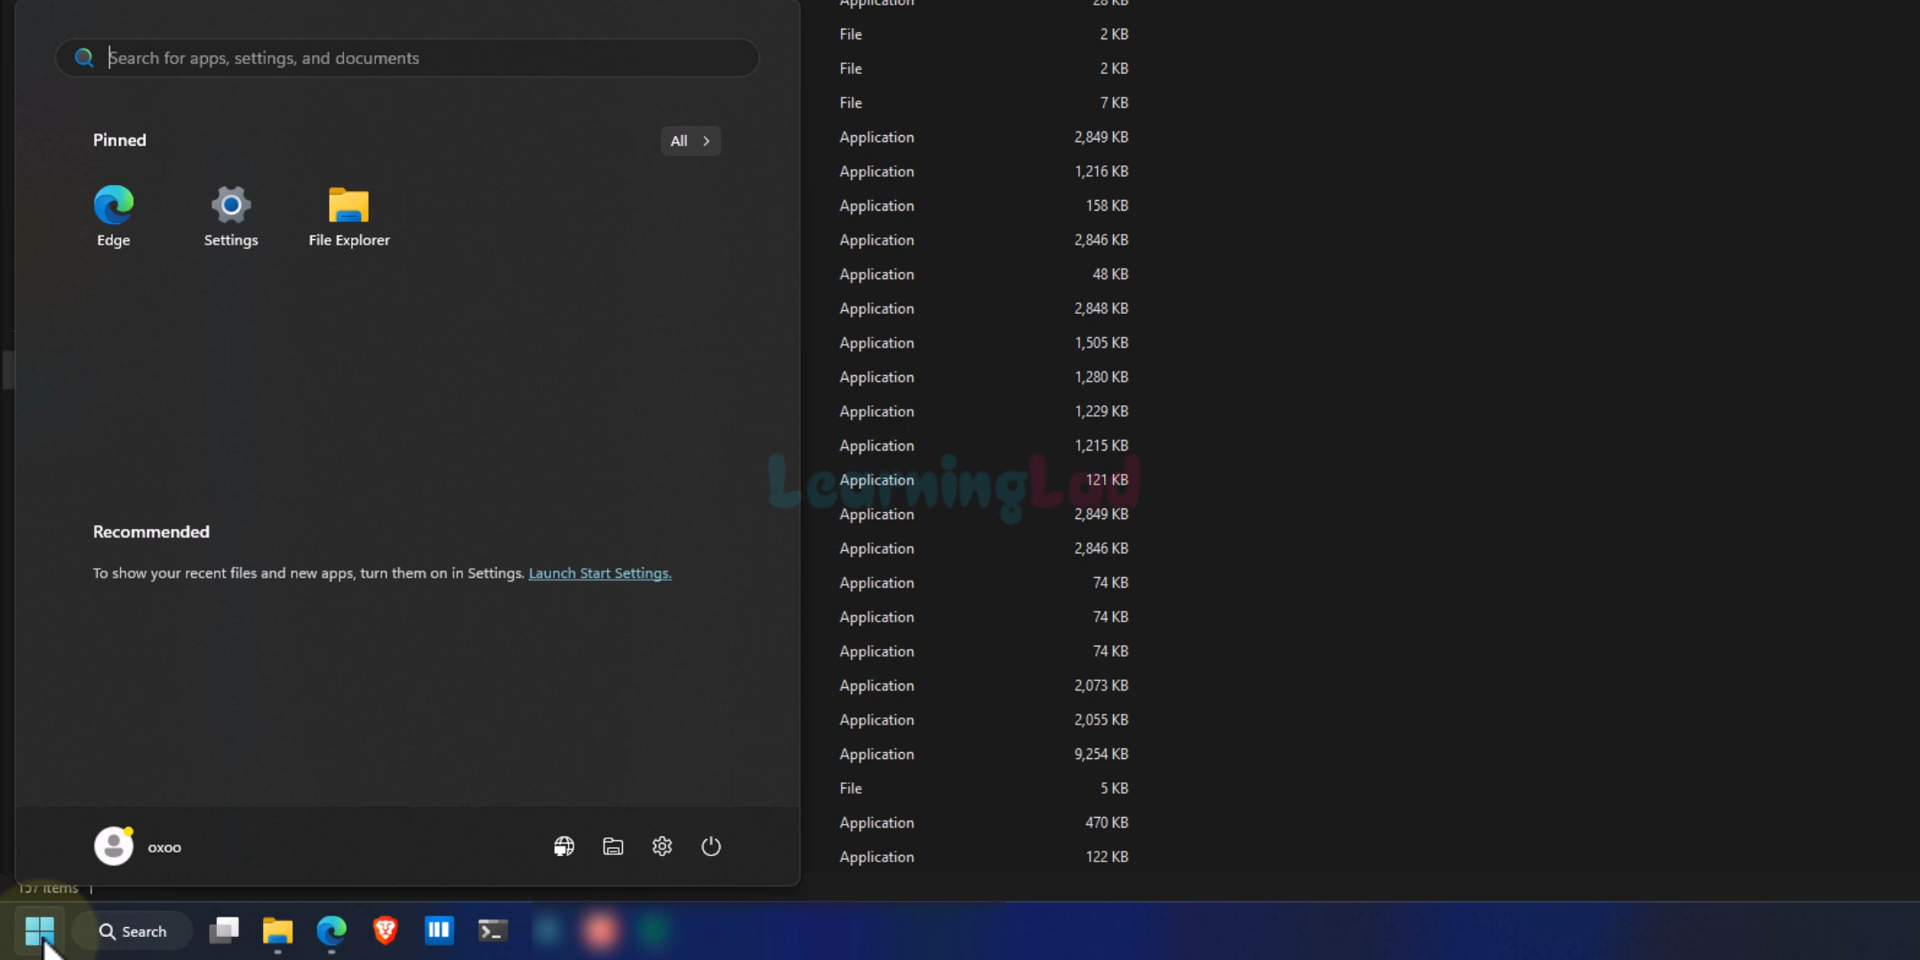 Search for apps, settings, and documents
Pinned
All
Edge
Settings
File Explorer
Recommended
To show your recent files and new apps, turn them on in Settings. Launch Start Settings.
oxoo
157 items
Search
Application 28 KB
File 2 KB
File 2 KB
File 7 KB
Application 2,849 KB
Application 1,216 KB
Application 158 KB
Application 2,846 KB
Application 48 KB
Application 2,848 KB
Application 1,505 KB
Application 1,280 KB
Application 1,229 KB
Application 1,215 KB
Application 121 KB
Application 2,849 KB
Application 2,846 KB
Application 74 KB
Application 74 KB
Application 74 KB
Application 2,073 KB
Application 2,055 KB
Application 9,254 KB
File 5 KB
Application 470 KB
Application 122 KB
LearningLad